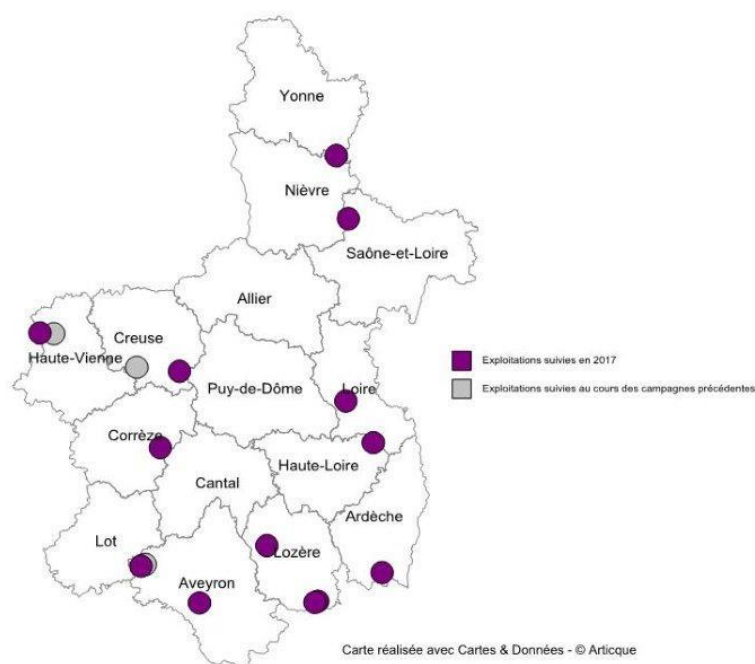 Yonne
Nièvre
Saône-et-Loire
Allier
Creuse
Haute-Vienne
Puy-de-Dôme
Loire
Exploitations suivies en 2017
Exploitations suivies au cours des campagnes précédentes
Corrèze
Haute-Loire
Cantal
Ardèche
Lot
Lozère
Aveyron
Carte réalisée avec Cartes & Données - © Articque